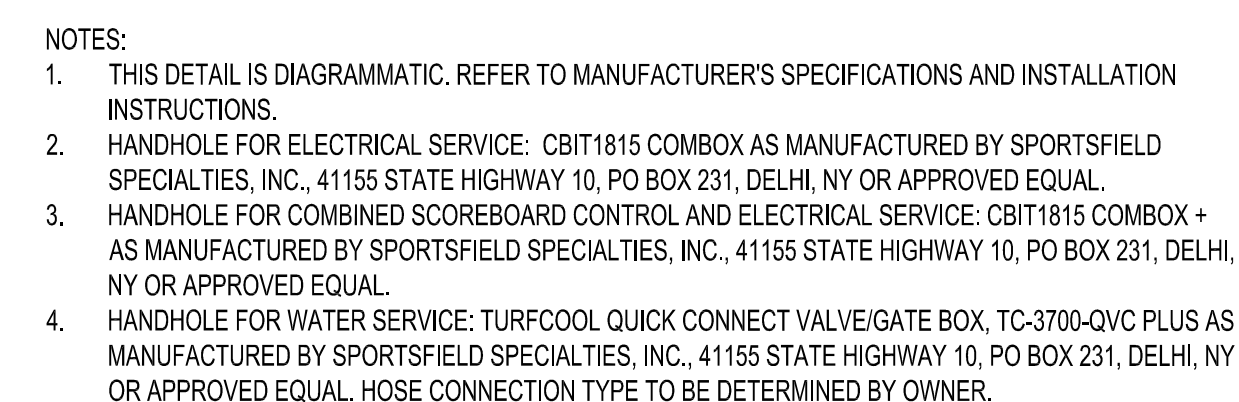 NOTES:
1. THIS DETAIL IS DIAGRAMMATIC. REFER TO MANUFACTURER'S SPECIFICATIONS AND INSTALLATION
INSTRUCTIONS.
2. HANDHOLE FOR ELECTRICAL SERVICE: CBIT1815 COMBOX AS MANUFACTURED BY SPORTSFIELD
SPECIALTIES, INC., 41155 STATE HIGHWAY 10, PO BOX 231, DELHI, NY OR APPROVED EQUAL.
3. HANDHOLE FOR COMBINED SCOREBOARD CONTROL AND ELECTRICAL SERVICE: CBIT1815 COMBOX +
AS MANUFACTURED BY SPORTSFIELD SPECIALTIES, INC., 41155 STATE HIGHWAY 10, PO BOX 231, DELHI,
NY OR APPROVED EQUAL.
4. HANDHOLE FOR WATER SERVICE: TURFCOOL QUICK CONNECT VALVE/GATE BOX, TC-3700-QVC PLUS AS
MANUFACTURED BY SPORTSFIELD SPECIALTIES, INC., 41155 STATE HIGHWAY 10, PO BOX 231, DELHI, NY
OR APPROVED EQUAL. HOSE CONNECTION TYPE TO BE DETERMINED BY OWNER.